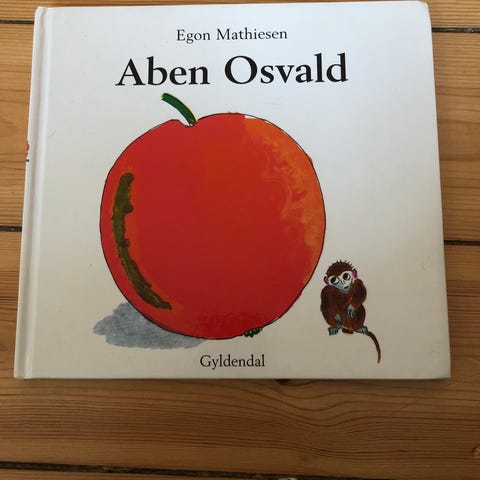 Egon Mathiesen
Aben Osvald
Gyldendal